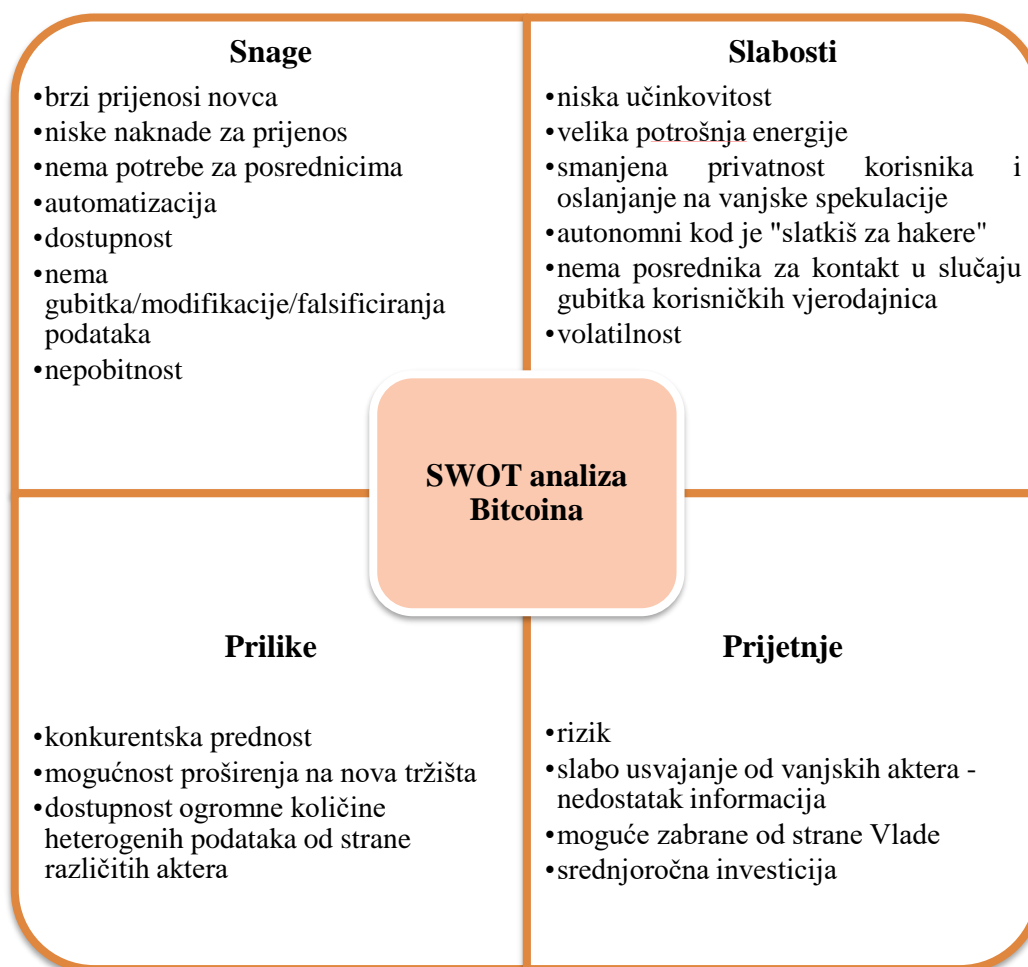 Snage
•brzi prijenosi novca
•niske naknade za prijenos
•nema potrebe za posrednicima
•automatizacija
•dostupnost
•nema
gubitka/modifikacije/falsificiranja
podataka
•nepobitnost
Slabosti
•niska učinkovitost
•velika potrošnja energije
•smanjena privatnost korisnika i
oslanjanje na vanjske spekulacije
•autonomni kod je "slatkiš za hakere"
•nema posrednika za kontakt u slučaju
gubitka korisničkih vjerodajnica
•volatilnost
SWOT analiza
Bitcoina
Prilike
•konkurentska prednost
•mogućnost proširenja na nova tržišta
•dostupnost ogromne količine
heterogenih podataka od strane
različitih aktera
Prijetnje
•rizik
•slabo usvajanje od vanjskih aktera -
nedostatak informacija
•moguće zabrane od strane Vlade
•srednjoročna investicija